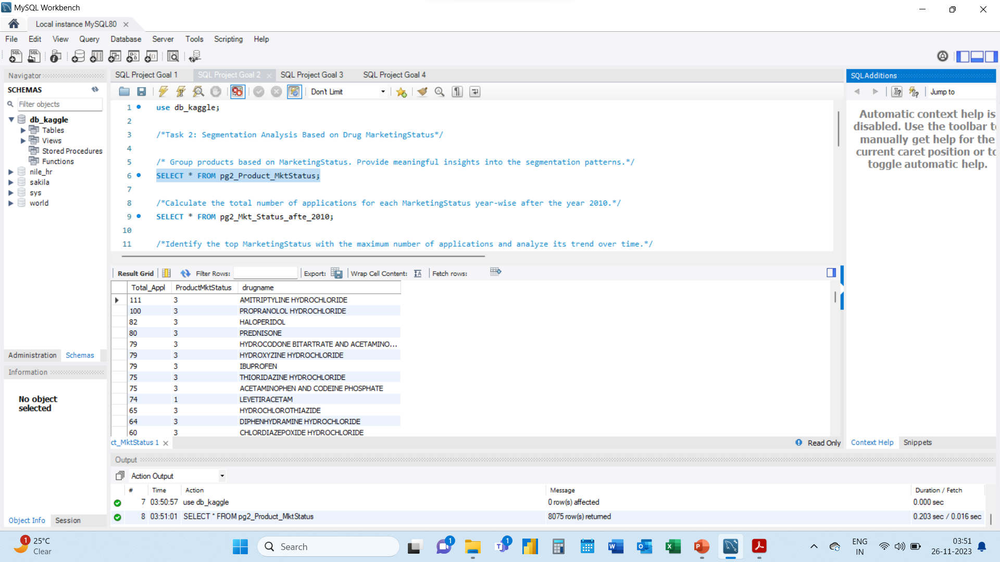 MySQL Workbench
Local instance MySQL80
File Edit View Query Database Server Tools Scripting Help
Navigator
SCHEMAS
Filter objects
db_kaggle
Tables
Views
Stored Procedures
Functions
nile_hr
sakila
sys
world
Administration Schemas
Information
No object
selected
Object Info Session
SQL Project Goal 1 SQL Project Goal 2 SQL Project Goal 3 SQL Project Goal 4
Don't Limit
1 use db_kaggle;
2
3 /*Task 2: Segmentation Analysis Based on Drug MarketingStatus*/
4
5 /* Group products based on MarketingStatus. Provide meaningful insights into the segmentation patterns.*/
6 SELECT * FROM pg2_Product_MktStatus;
7
8 /*Calculate the total number of applications for each MarketingStatus year-wise after the year 2010.*/
9 SELECT * FROM pg2_Mkt_Status_afte_2010;
10
11 /*Identify the top MarketingStatus with the maximum number of applications and analyze its trend over time.*/
Result Grid Filter Rows: Export: Wrap Cell Content: Fetch rows:
Total_Appl ProductMktStatus drugname
111 3 AMITRIPTYLINE HYDROCHLORIDE
100 3 PROPRANOLOL HYDROCHLORIDE
82 3 HALOPERIDOL
80 3 PREDNISONE
79 3 HYDROCODONE BITARTRATE AND ACETAMINO...
79 3 HYDROXYZINE HYDROCHLORIDE
79 3 IBUPROFEN
75 3 THIORIDAZINE HYDROCHLORIDE
75 3 ACETAMINOPHEN AND CODEINE PHOSPHATE
74 1 LEVETIRACETAM
65 3 HYDROCHLOROTHIAZIDE
64 3 DIPHENHYDRAMINE HYDROCHLORIDE
60 3 CHLORDIAZEPOXIDE HYDROCHLORIDE
ct_MktStatus 1
Read Only
SQLAdditions
Jump to
Automatic context help is
disabled. Use the toolbar to
manually get help for the
current caret position or to
toggle automatic help.
Context Help Snippets
Output
Action Output
# Time Action Message Duration / Fetch
7 03:50:57 use db_kaggle 0 row(s) affected 0.000 sec
8 03:51:01 SELECT * FROM pg2_Product_MktStatus 8075 row(s) returned 0.203 sec / 0.016 sec
1 25°C
Clear
Search
1
1
ENG
IN
03:51
26-11-2023